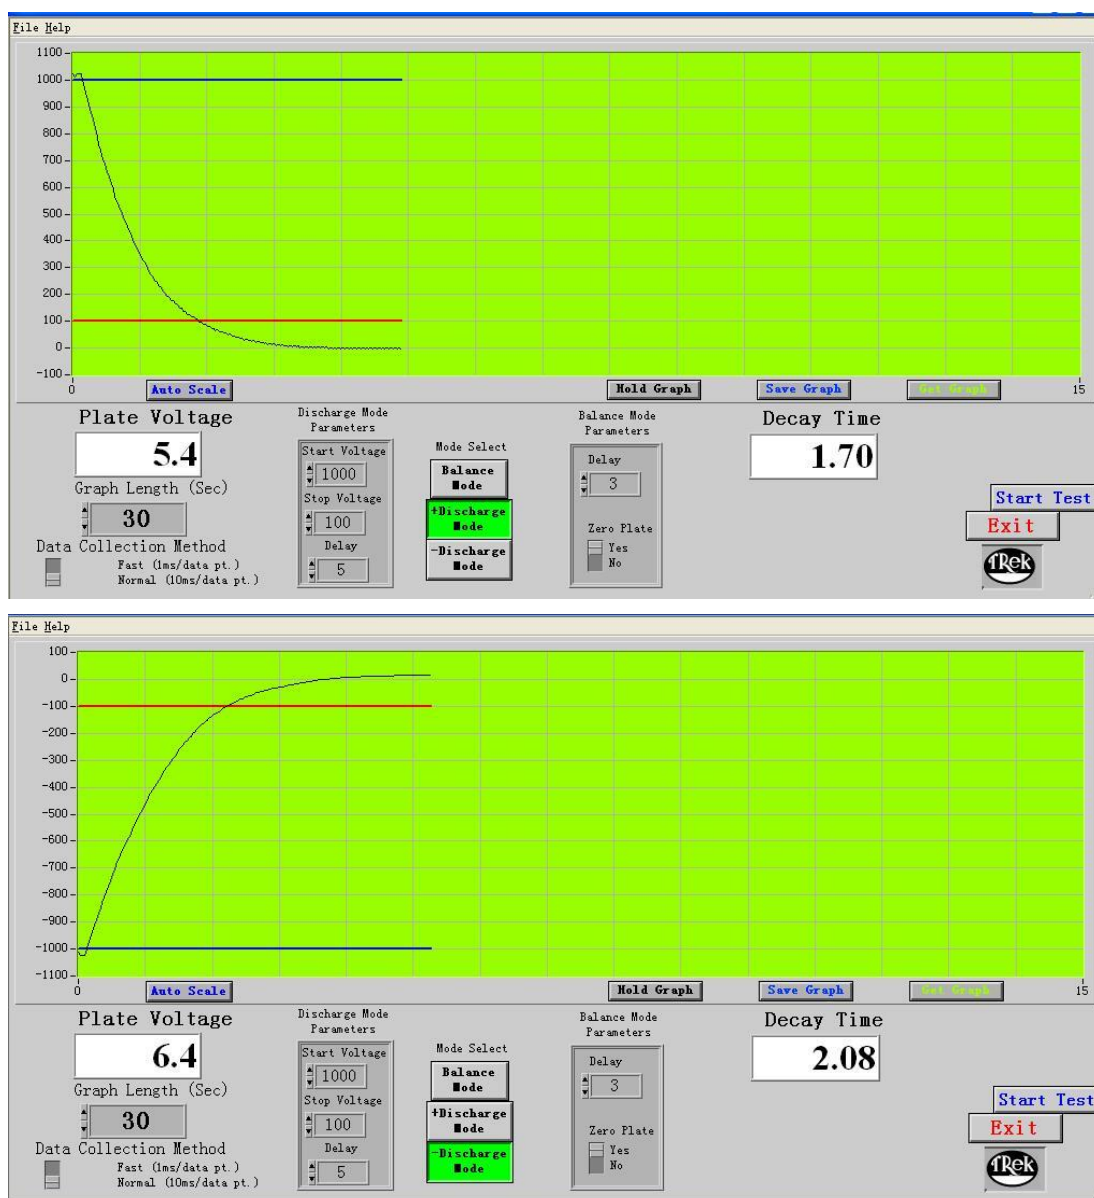 File Help
1100
1000
900
800
700
600
500
400
300
200
100
0
-100
0
15
Auto Scale
Hold Graph
Save Graph
Get Graph
Plate Voltage
5.4
Graph Length (Sec)
30
Data Collection Method
Fast (1ms/data pt.)
Normal (10ms/data pt.)
Discharge Mode
Parameters
Start Voltage
1000
Stop Voltage
100
Delay
5
Mode Select
Balance
Mode
+Discharge
Mode
-Discharge
Mode
Balance Mode
Parameters
Delay
3
Zero Plate
Yes
No
Decay Time
1.70
Start Test
Exit
TRek
File Help
100
0
-100
-200
-300
-400
-500
-600
-700
-800
-900
-1000
-1100
0
15
Auto Scale
Hold Graph
Save Graph
Get Graph
Plate Voltage
6.4
Graph Length (Sec)
30
Data Collection Method
Fast (1ms/data pt.)
Normal (10ms/data pt.)
Discharge Mode
Parameters
Start Voltage
1000
Stop Voltage
100
Delay
5
Mode Select
Balance
Mode
+Discharge
Mode
-Discharge
Mode
Balance Mode
Parameters
Delay
3
Zero Plate
Yes
No
Decay Time
2.08
Start Test
Exit
TRek